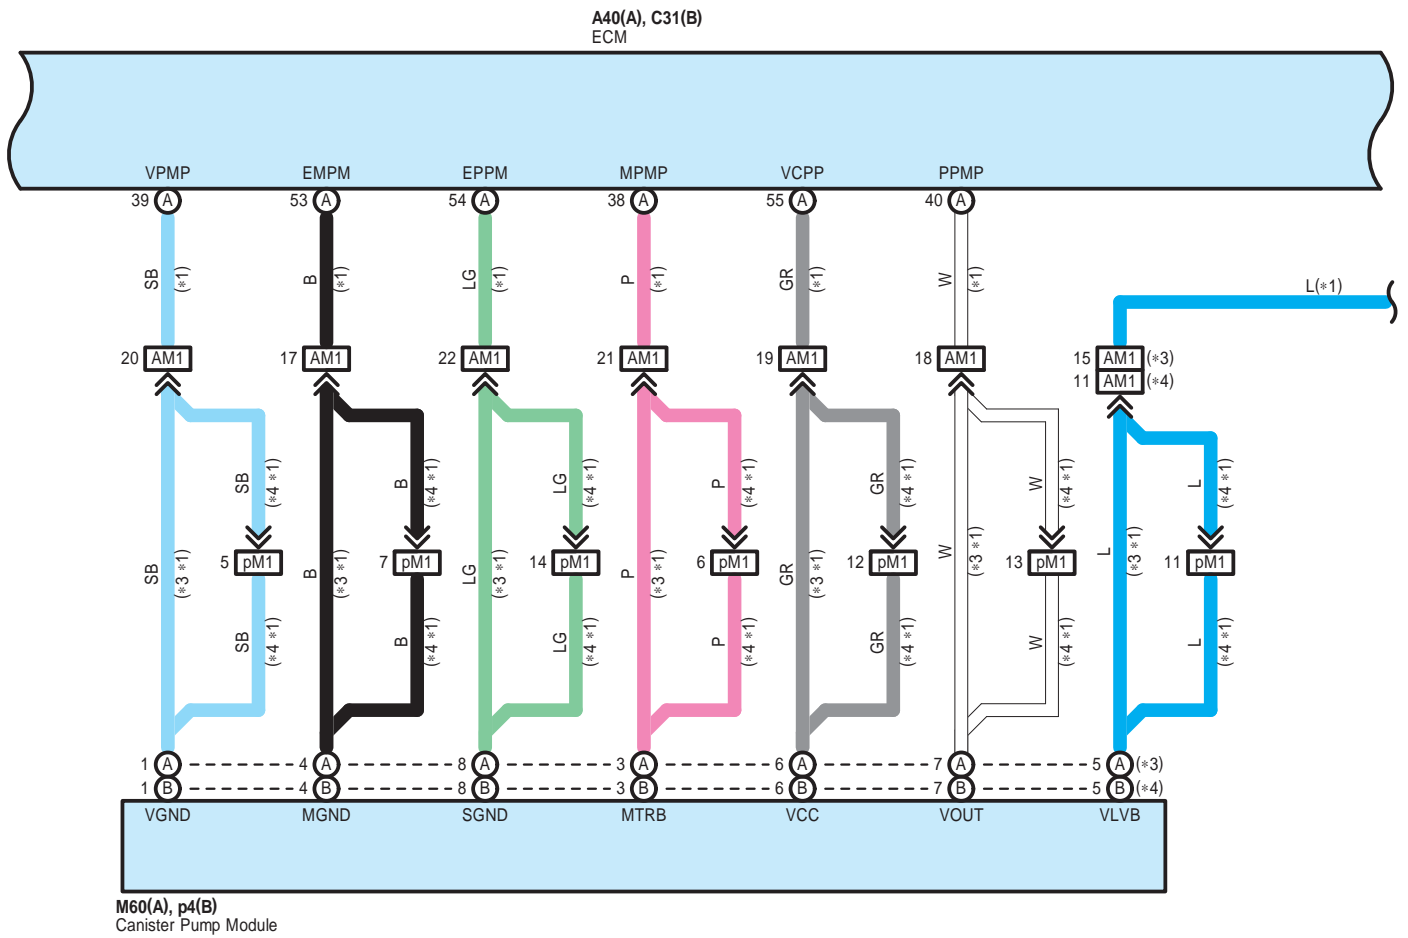 A40(A), C31(B)
ECM
VPMP EMPM EPPM MPMP VCPP PPMP
39 A 53 A 54 A 38 A 55 A 40 A
SB (*1) B (*1) LG (*1) P (*1) GR (*1) W (*1)
L(*1)
20 AM1 17 AM1 22 AM1 21 AM1 19 AM1 18 AM1 15 AM1 (*3)
11 AM1 (*4)
SB (*4 *1) B (*4 *1) LG (*4 *1) P (*4 *1) GR (*4 *1) W (*4 *1) L (*4 *1)
SB (*3 *1) B (*3 *1) LG (*3 *1) P (*3 *1) GR (*3 *1) W (*3 *1) L (*3 *1)
5 pM1 7 pM1 14 pM1 6 pM1 12 pM1 13 pM1 11 pM1
SB (*4 *1) B (*4 *1) LG (*4 *1) P (*4 *1) GR (*4 *1) W (*4 *1) L (*4 *1)
1 A 4 A 8 A 3 A 6 A 7 A 5 A (*3)
1 B 4 B 8 B 3 B 6 B 7 B 5 B (*4)
VGND MGND SGND MTRB VCC VOUT VLVB
M60(A), p4(B)
Canister Pump Module